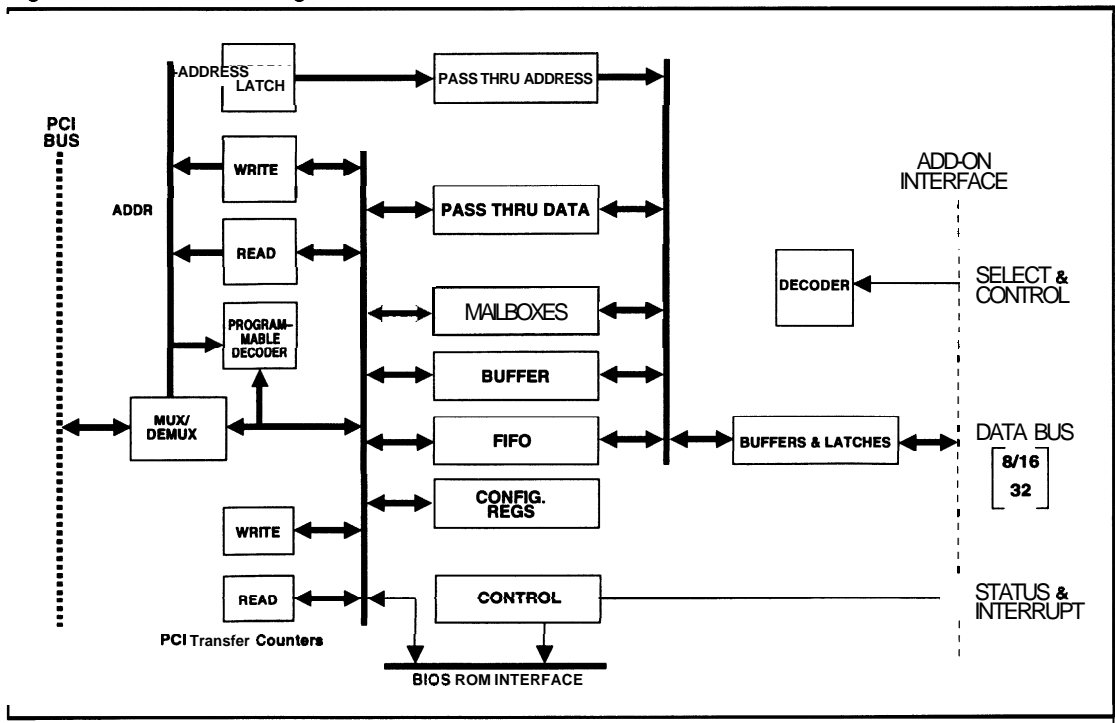 ADDRESS
LATCH
PASS THRU ADDRESS
PCI
BUS
WRITE
ADD-ON
INTERFACE
ADDR
PASS THRU DATA
READ
DECODER
SELECT &
CONTROL
MAILBOXES
PROGRAM–
MABLE
DECODER
BUFFER
MUX/
DEMUX
FIFO
BUFFERS & LATCHES
DATA BUS
8/16
32
CONFIG.
REGS
WRITE
READ
CONTROL
STATUS &
INTERRUPT
PCI Transfer Counters
BIOS ROM INTERFACE